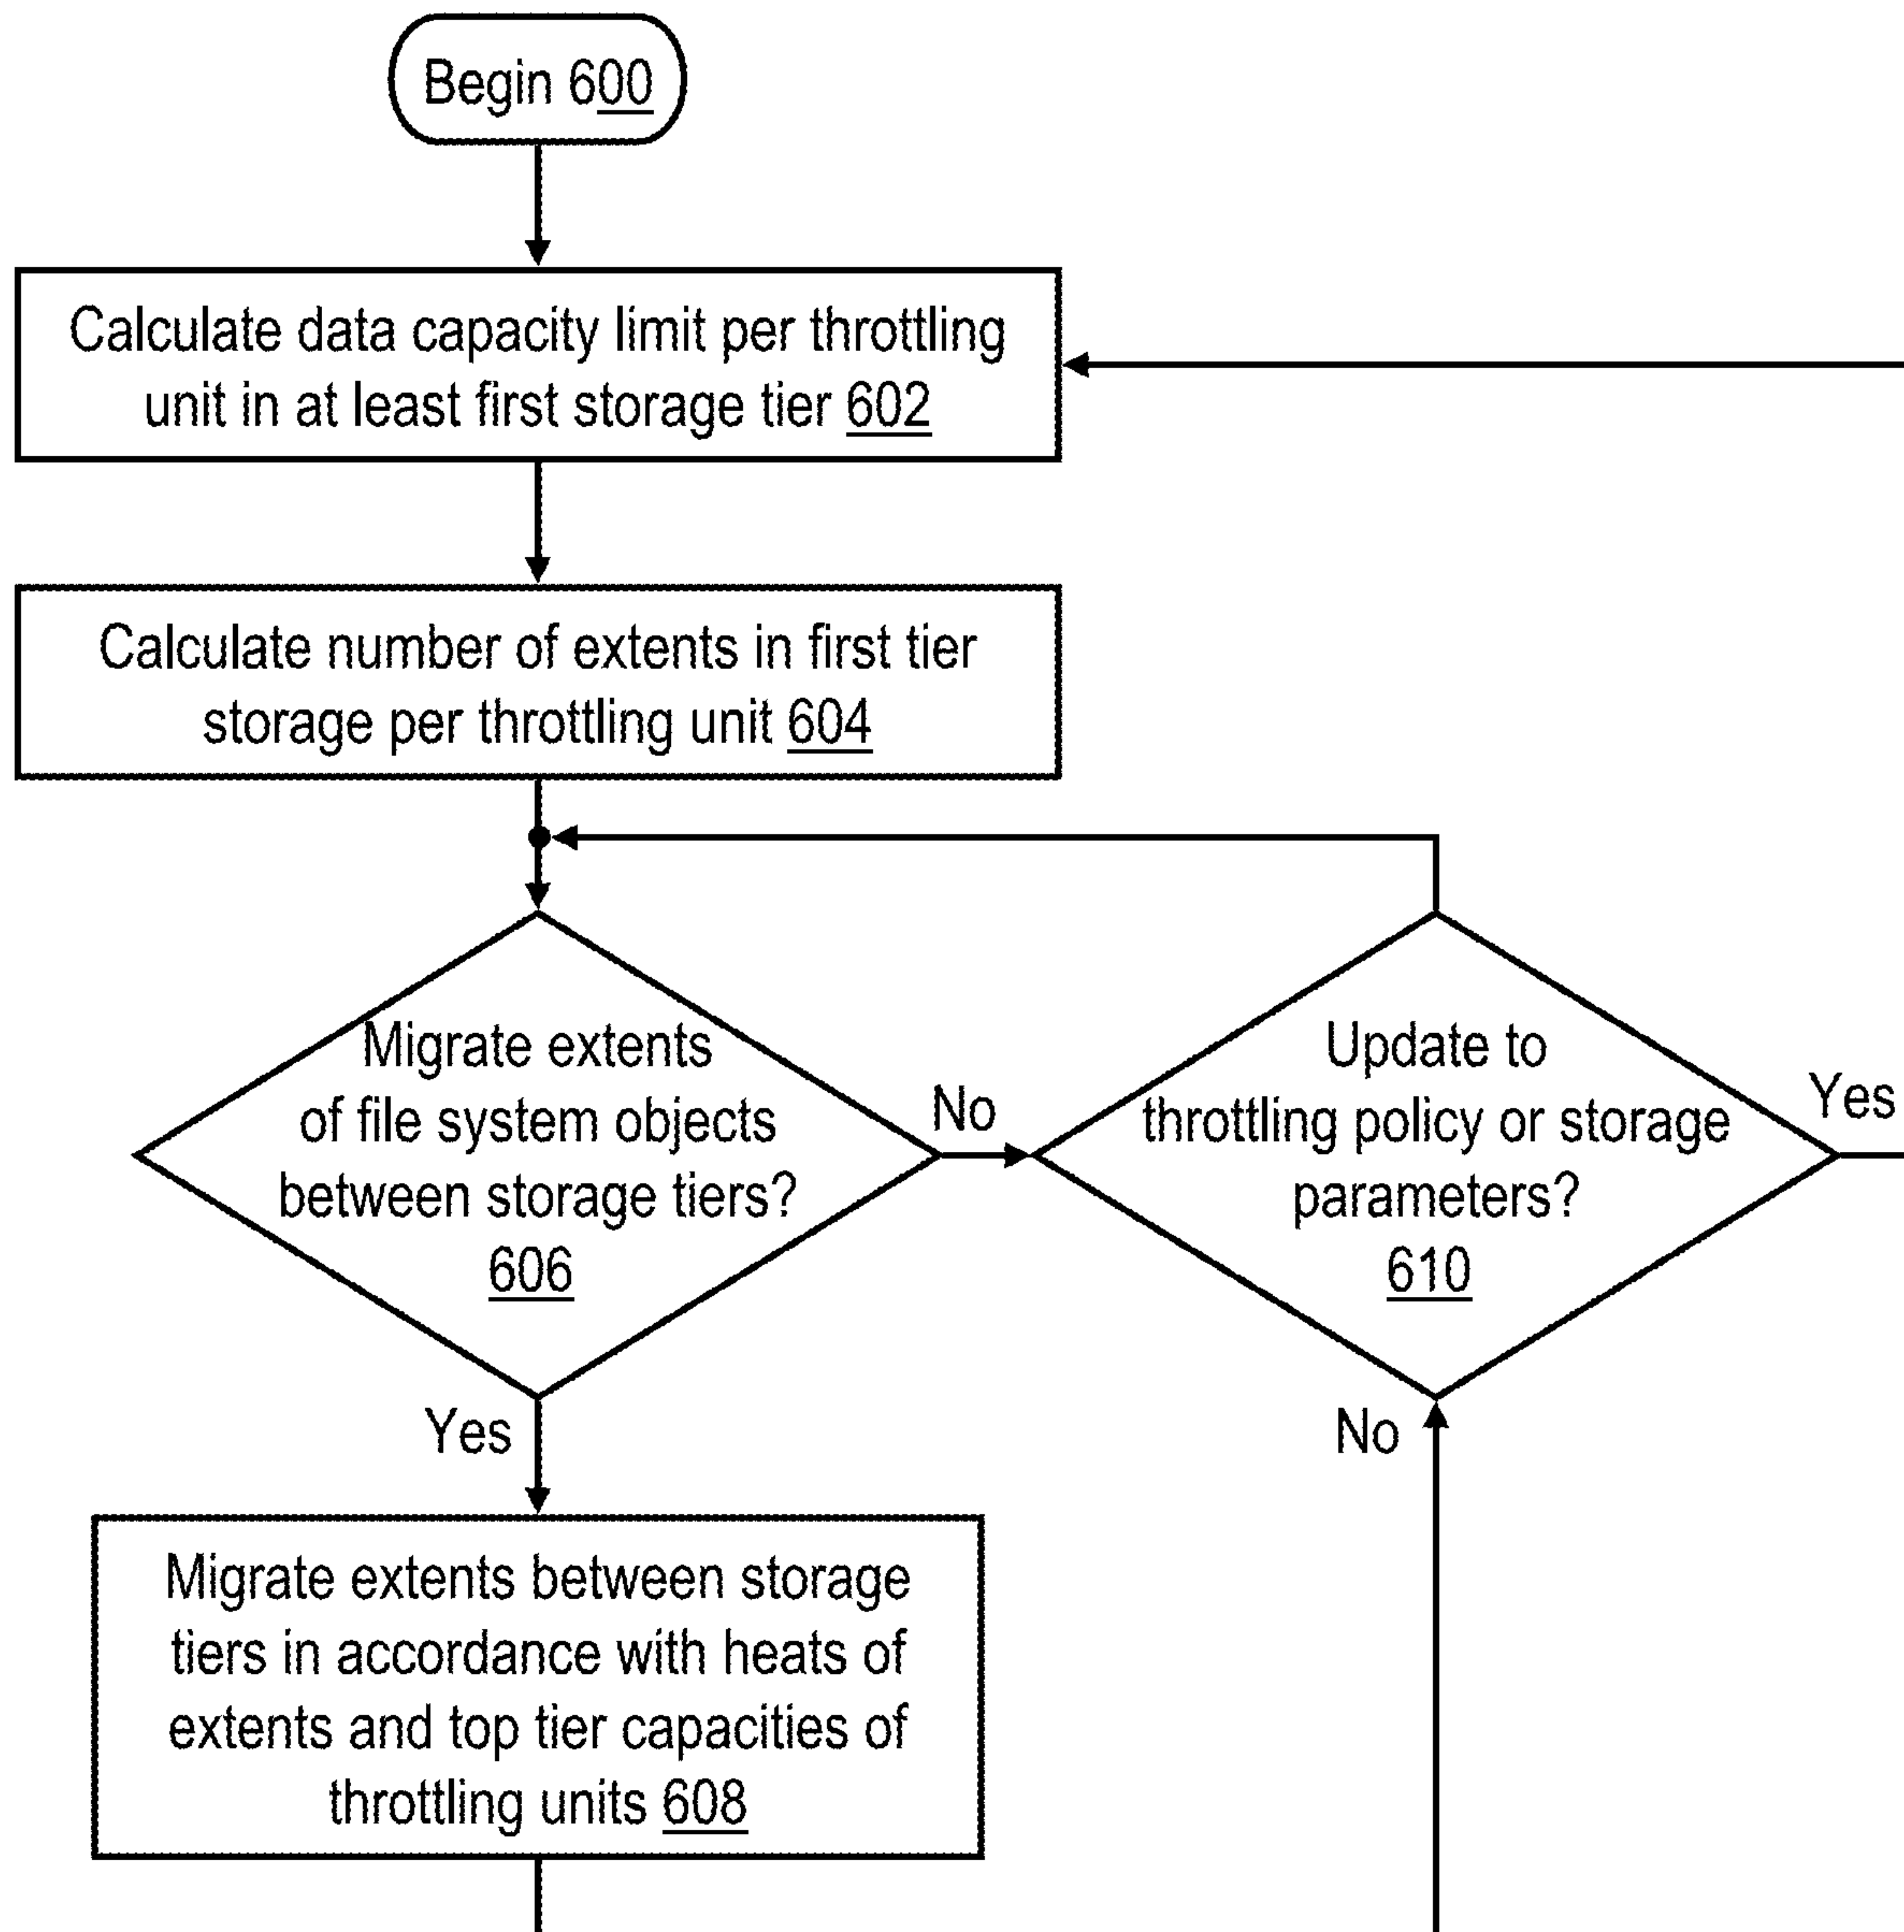 Begin 600
Calculate data capacity limit per throttling
unit in at least first storage tier 602
Calculate number of extents in first tier
storage per throttling unit 604
Migrate extents
of file system objects
between storage tiers?
606
No
Update to
throttling policy or storage
parameters?
610
Yes
Yes
No
Migrate extents between storage
tiers in accordance with heats of
extents and top tier capacities of
throttling units 608